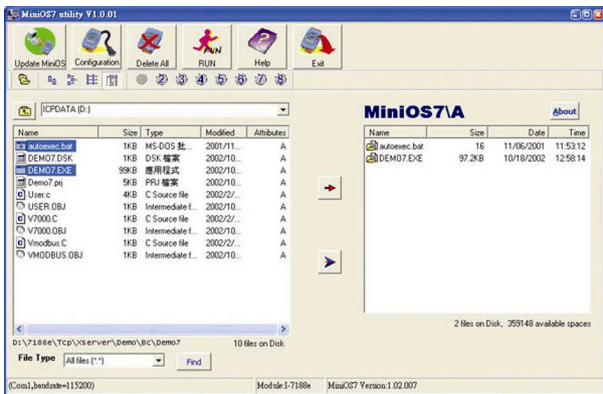 MiniOS7 utility V1.0.01
Update MiniOS Configuration Delete All RUN Help Exit
ICPDATA (D:)
Name Size Type Modified Attributes
autoexec.bat 1KB MS-DOS 批... 2001/11... A
DEMO7.DSK 1KB DSK 檔案 2002/10... A
DEMO7.EXE 99KB 應用程式 2002/10... A
Demo7.prj 5KB PRJ 檔案 2002/10... A
User.c 4KB C Source file 2002/2/... A
USER.OBJ 1KB Intermediate f... 2002/10... A
V7000.C 1KB C Source file 2002/2/... A
V7000.OBJ 1KB Intermediate f... 2002/10... A
Vmodbus.C 1KB C Source file 2002/2/... A
VMODBUS.OBJ 1KB Intermediate f... 2002/10... A
D:\7188e\Tcp\Xserver\Demo\Bc\Demo7 10 files on Disk
File Type All files (*.*) Find
MiniOS7\A About
Name Size Date Time
autoexec.bat 16 11/06/2001 11:53:12
DEMO7.EXE 97.2KB 10/18/2002 12:58:14
2 files on Disk, 359148 available spaces
(Com1,baudrate=115200) Module:I-7188e MiniOS7 Version:1.02.007